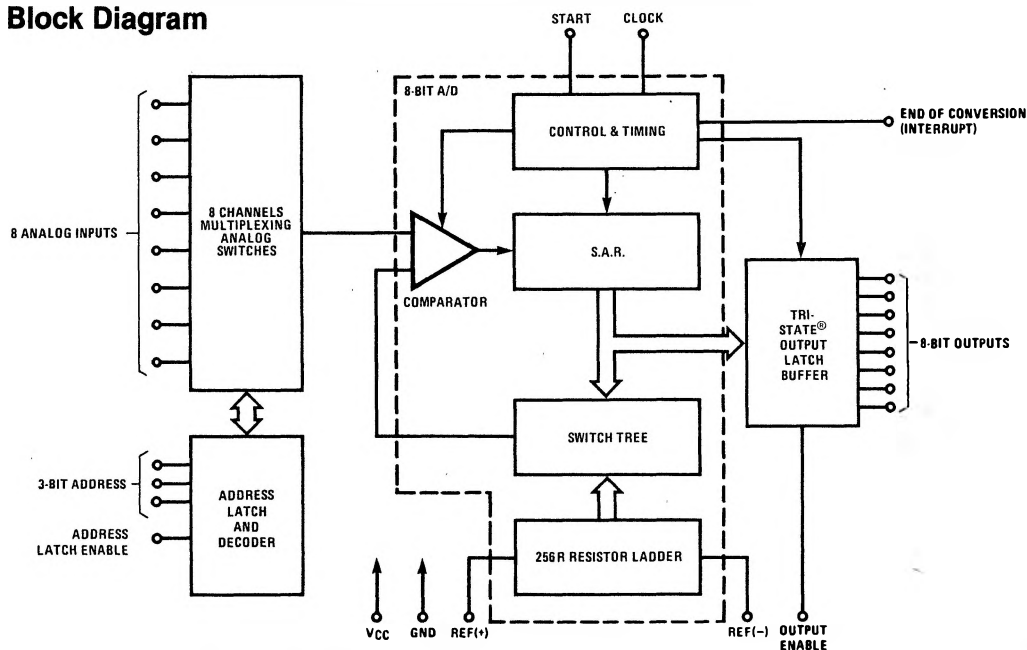 Block Diagram
START
CLOCK
8-BIT A/D
CONTROL & TIMING
END OF CONVERSION
(INTERRUPT)
8 ANALOG INPUTS
8 CHANNELS
MULTIPLEXING
ANALOG
SWITCHES
COMPARATOR
S.A.R.
TRI-
STATE®
OUTPUT
LATCH
BUFFER
8-BIT OUTPUTS
SWITCH TREE
3-BIT ADDRESS
ADDRESS
LATCH ENABLE
ADDRESS
LATCH
AND
DECODER
256R RESISTOR LADDER
VCC
GND
REF(+)
REF(−)
OUTPUT
ENABLE